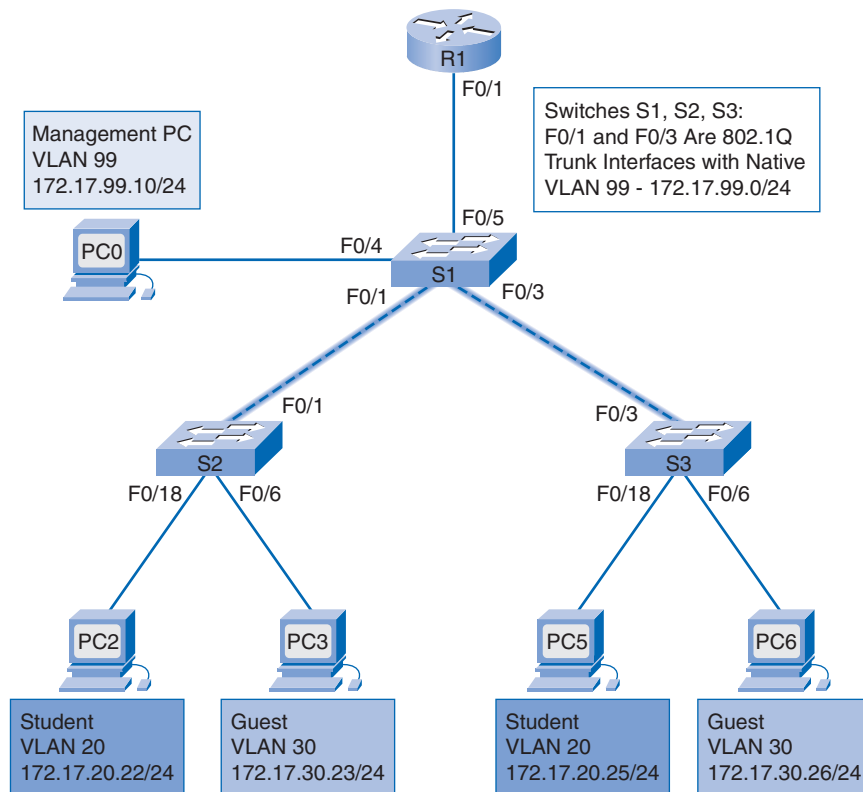 R1
F0/1
Switches S1, S2, S3:
F0/1 and F0/3 Are 802.1Q
Trunk Interfaces with Native
VLAN 99 - 172.17.99.0/24
Management PC
VLAN 99
172.17.99.10/24
PC0
F0/4
F0/5
S1
F0/1
F0/3
F0/1
S2
F0/18
F0/6
F0/3
S3
F0/18
F0/6
PC2
PC3
PC5
PC6
Student
VLAN 20
172.17.20.22/24
Guest
VLAN 30
172.17.30.23/24
Student
VLAN 20
172.17.20.25/24
Guest
VLAN 30
172.17.30.26/24